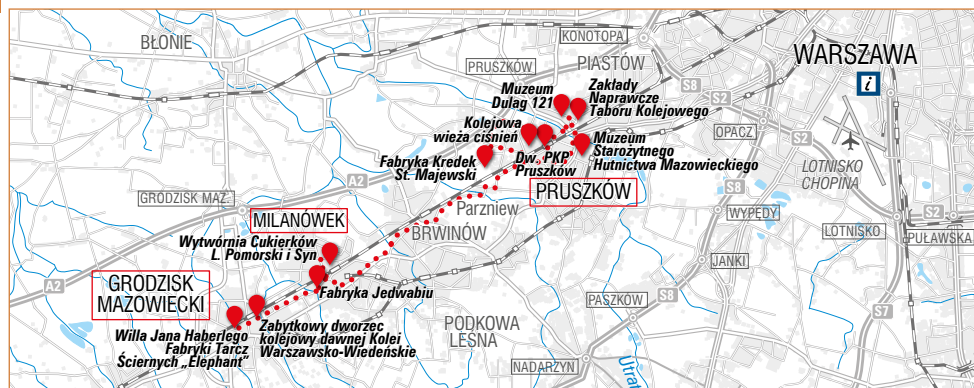 BŁONIE
KONOTOPA
PRUSZKÓW
PIASTÓW
S8
WARSZAWA
i
Muzeum
Dulag 121
Zakłady
Naprawcze
Taboru Kolejowego
Kolejowa
wieża ciśnień
OPACZ
S2
Fabryka Kredek
St. Majewski
Dw. PKP
Pruszków
Muzeum
Starożytnego
Hutnictwa Mazowieckiego
LOTNISKO
CHOPINA
A2
GRODZISK MAZ.
PRUSZKÓW
S8
MILANÓWEK
Parzniew
WYPĘDY
S2
S2
BRWINÓW
LOTNISKO
PUŁAWSKA
Wytwórnia Cukierków
L. Pomorski i Syn
JANKI
A2
GRODZISK
MAZOWIECKI
Fabryka Jedwabiu
PASZKÓW
S8
S7
Willa Jana Haberlego
Fabryki Tarcz
Ściernych „Elephant”
Zabytkowy dworzec
kolejowy dawnej Kolei
Warszawsko-Wiedeńskie
PODKOWA
LEŚNA
NADARZYN
Utrat